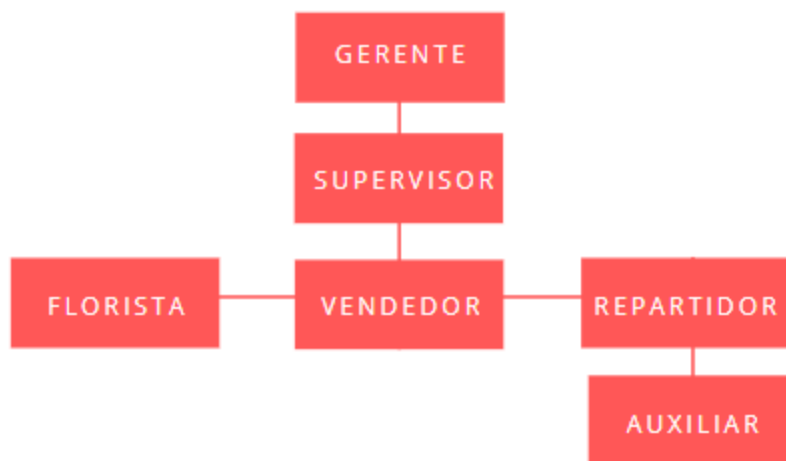 GERENTE
SUPERVISOR
FLORISTA
VENDEDOR
REPARTIDOR
AUXILIAR